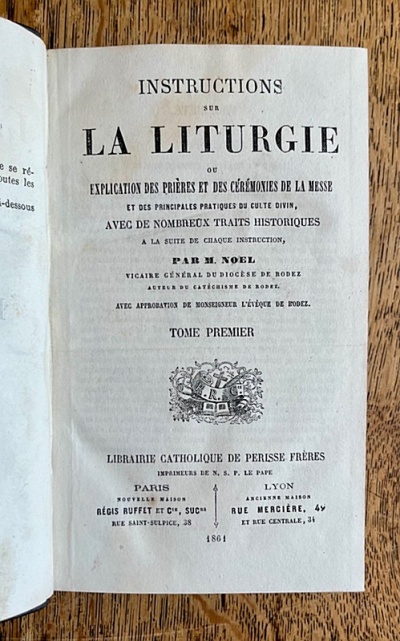 e se ré-
outes les
i-dessous
INSTRUCTIONS
SUR
LA LITURGIE
OU
EXPLICATION DES PRIÈRES ET DES CÉRÉMONIES DE LA MESSE
ET DES PRINCIPALES PRATIQUES DU CULTE DIVIN,
AVEC DE NOMBREUX TRAITS HISTORIQUES
A LA SUITE DE CHAQUE INSTRUCTION,
PAR M. NOEL
VICAIRE GÉNÉRAL DU DIOCÈSE DE RODEZ
AUTEUR DU CATÉCHISME DE RODEZ.
AVEC APPROBATION DE MONSEIGNEUR L'ÉVÊQUE DE RODEZ.
TOME PREMIER
LIBRAIRIE CATHOLIQUE DE PERISSE FRÈRES
IMPRIMEURS DE N. S. P. LE PAPE
PARIS LYON
NOUVELLE MAISON ANCIENNE MAISON
RÉGIS RUFFET ET Cie, SUCrs RUE MERCIÈRE, 49
RUE SAINT-SULPICE, 38 ET RUE CENTRALE, 34
1861